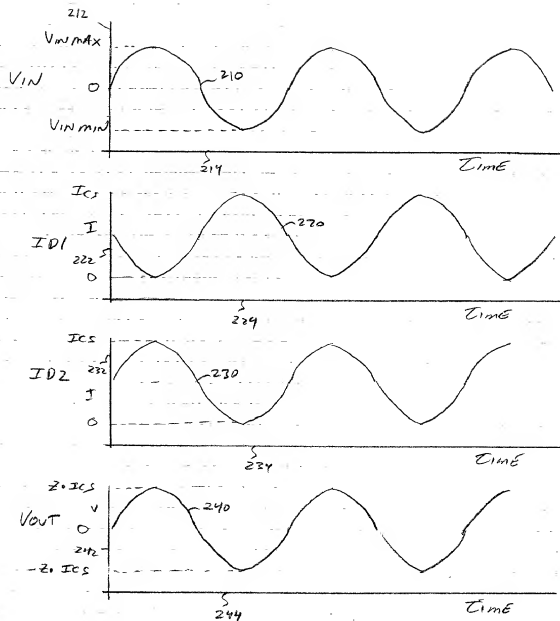 212
VIN MAX
VIN 0 210
VIN MIN
214 TIME
ICS
I 220
ID1
222
0
224 TIME
ICS
232
ID2 230
I
0
234 TIME
Z·ICS
V 240
VOUT 0
242
-Z·ICS
244 TIME